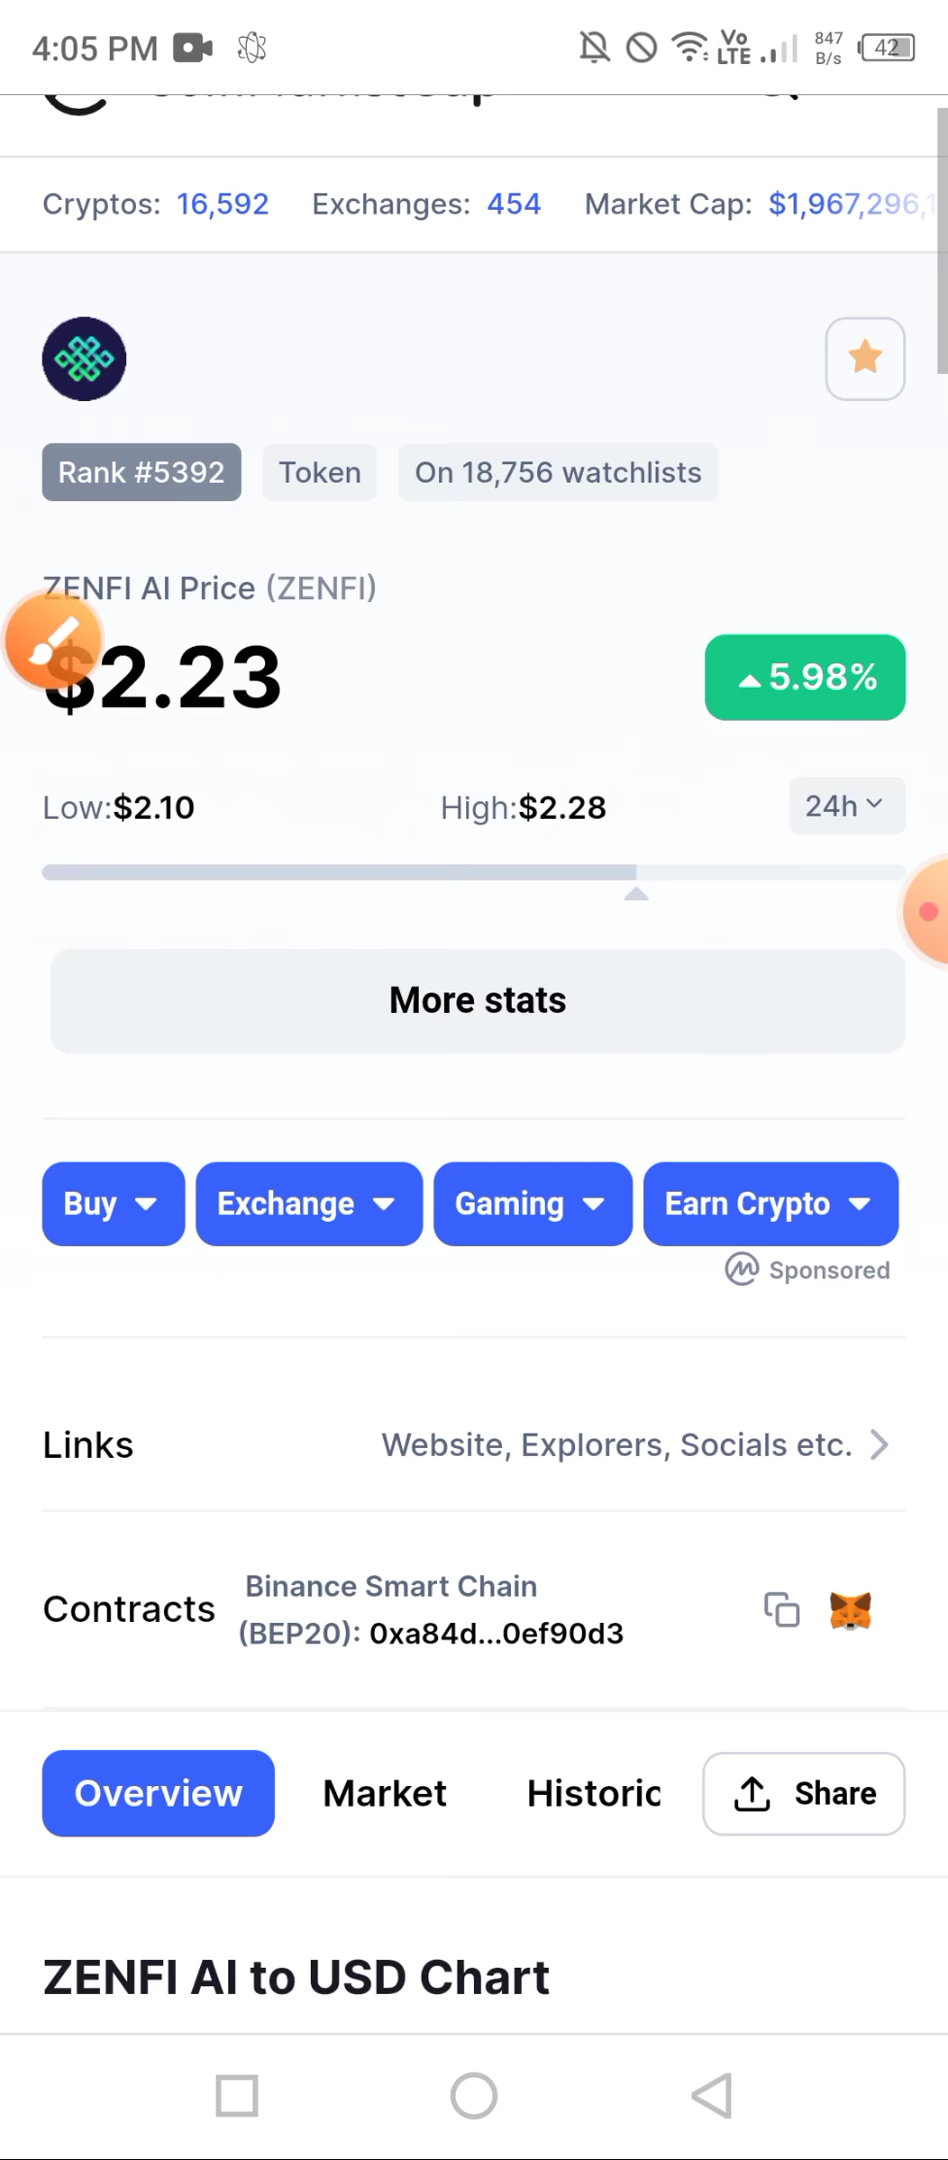 4:05 PM
Vo LTE
847 B/s
42
Cryptos: 16,592 Exchanges: 454 Market Cap: $1,967,296,1
Rank #5392 Token On 18,756 watchlists
ZENFI AI Price (ZENFI)
$2.23
5.98%
Low:$2.10 High:$2.28 24h
More stats
Buy Exchange Gaming Earn Crypto
Sponsored
Links Website, Explorers, Socials etc.
Contracts
Binance Smart Chain
(BEP20): 0xa84d...0ef90d3
Overview Market Historic Share
ZENFI AI to USD Chart